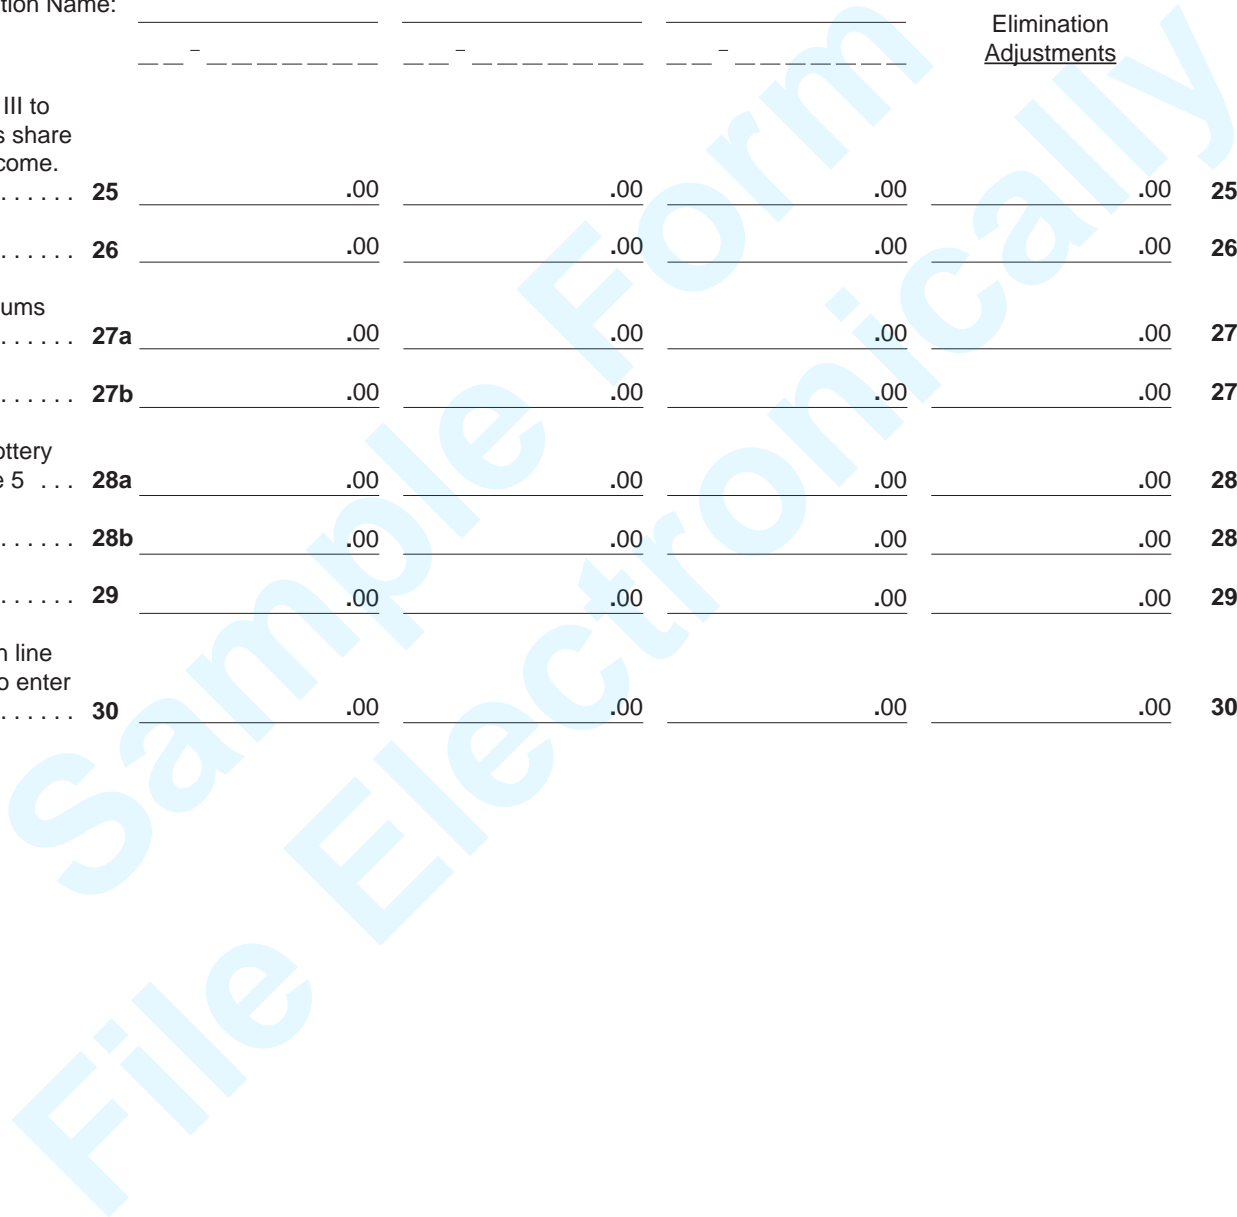 tion Name:
Elimination
_ _ – _ _ _ _ _ _ _ _ _ – _ _ _ _ _ _ _ _ _ – _ _ _ _ _ _ _ Adjustments
III to
s share
come.
. . . . . . 25 .00 .00 .00 .00 25
. . . . . . 26 .00 .00 .00 .00 26
ums
. . . . . . 27a .00 .00 .00 .00 27
. . . . . . 27b .00 .00 .00 .00 27
ottery
e 5 . . . 28a .00 .00 .00 .00 28
. . . . . . 28b .00 .00 .00 .00 28
. . . . . . 29 .00 .00 .00 .00 29
n line
o enter
. . . . . . 30 .00 .00 .00 .00 30
Sample Form
File Electronically